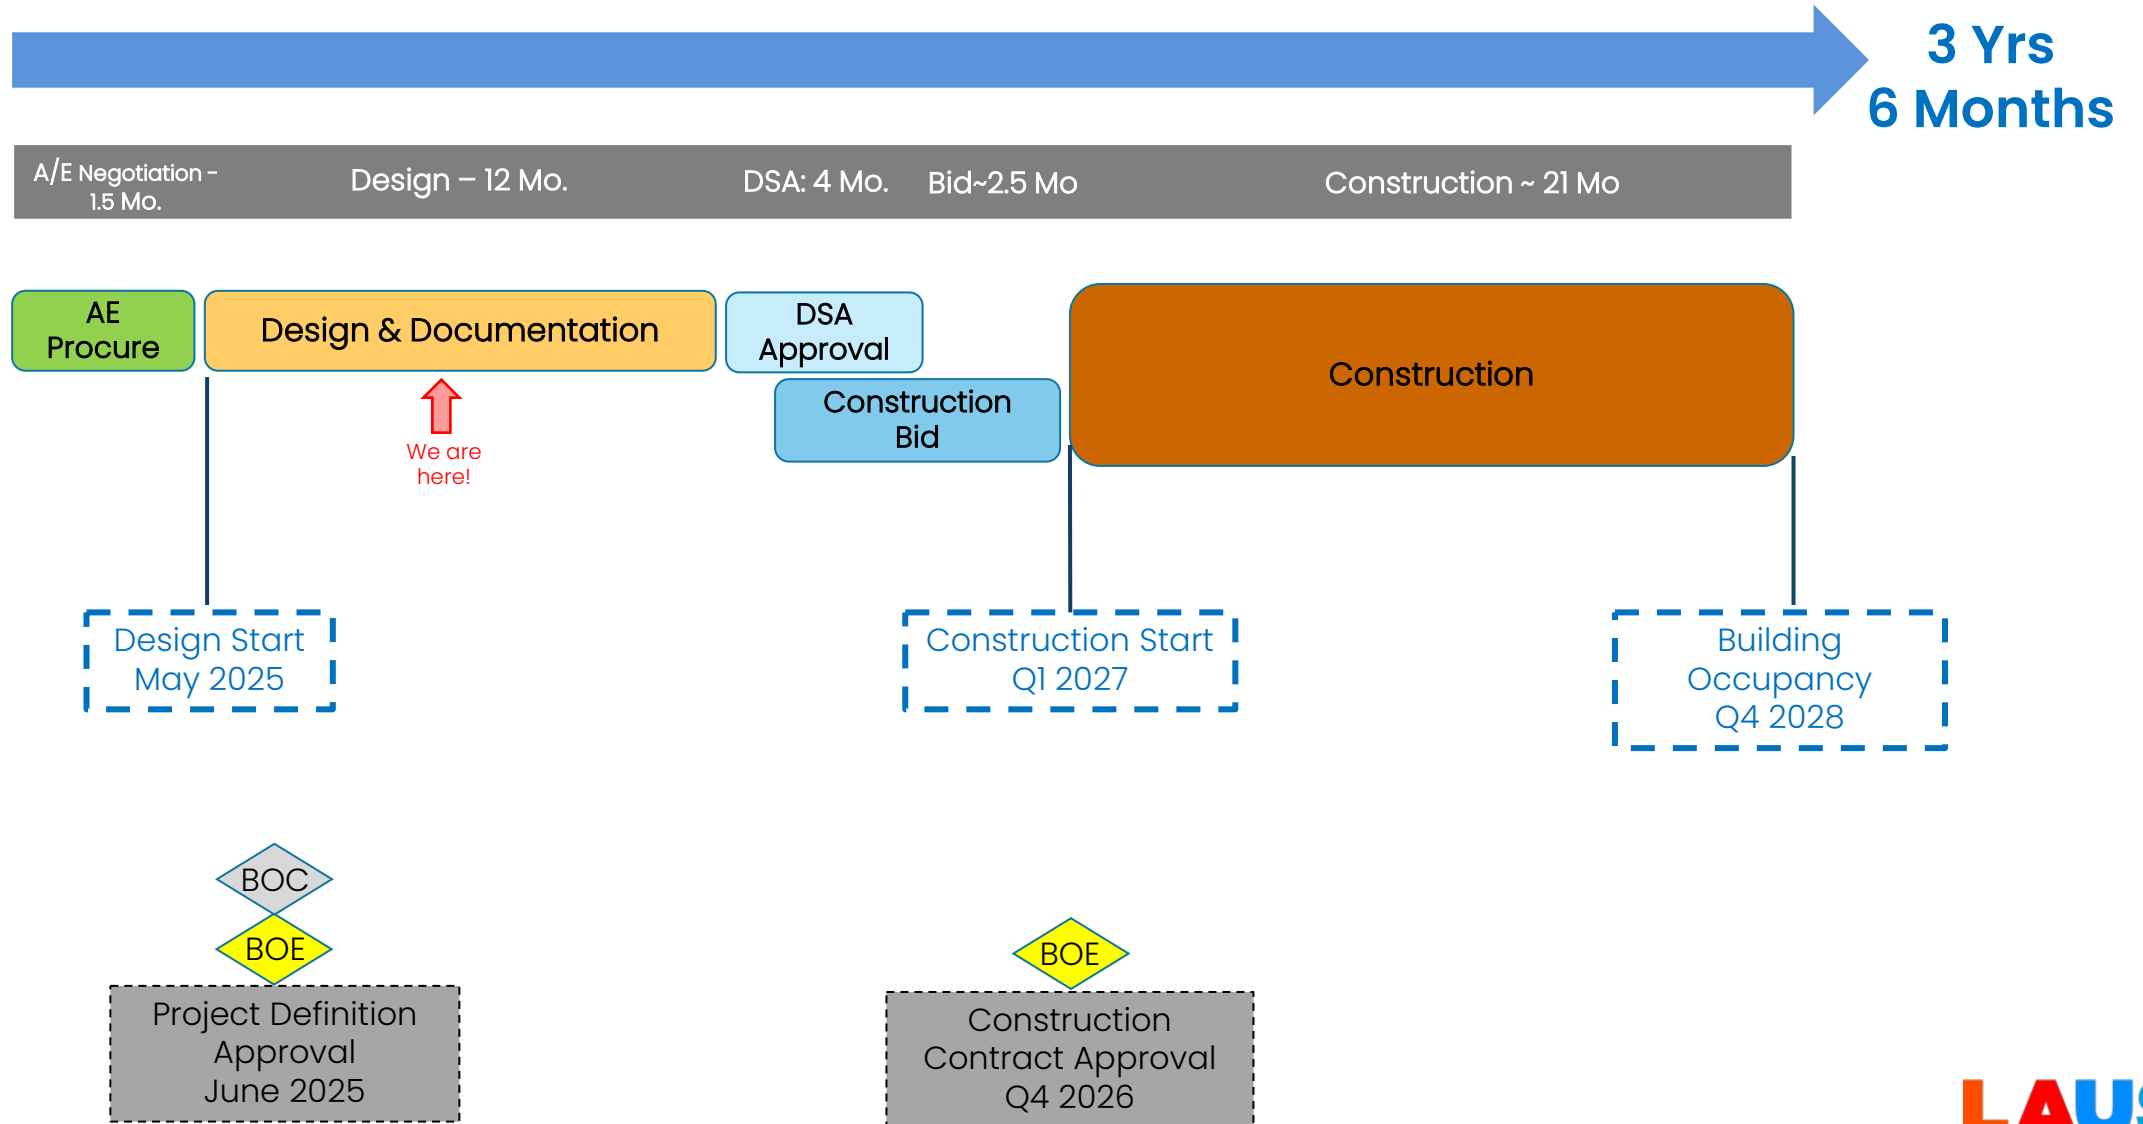 3 Yrs
6 Months
A/E Negotiation -
1.5 Mo.
Design – 12 Mo.
DSA: 4 Mo.
Bid~2.5 Mo
Construction ~ 21 Mo
AE
Procure
Design & Documentation
DSA
Approval
Construction
Bid
Construction
We are
here!
Design Start
May 2025
Construction Start
Q1 2027
Building
Occupancy
Q4 2028
BOC
BOE
Project Definition
Approval
June 2025
BOE
Construction
Contract Approval
Q4 2026
LAUS